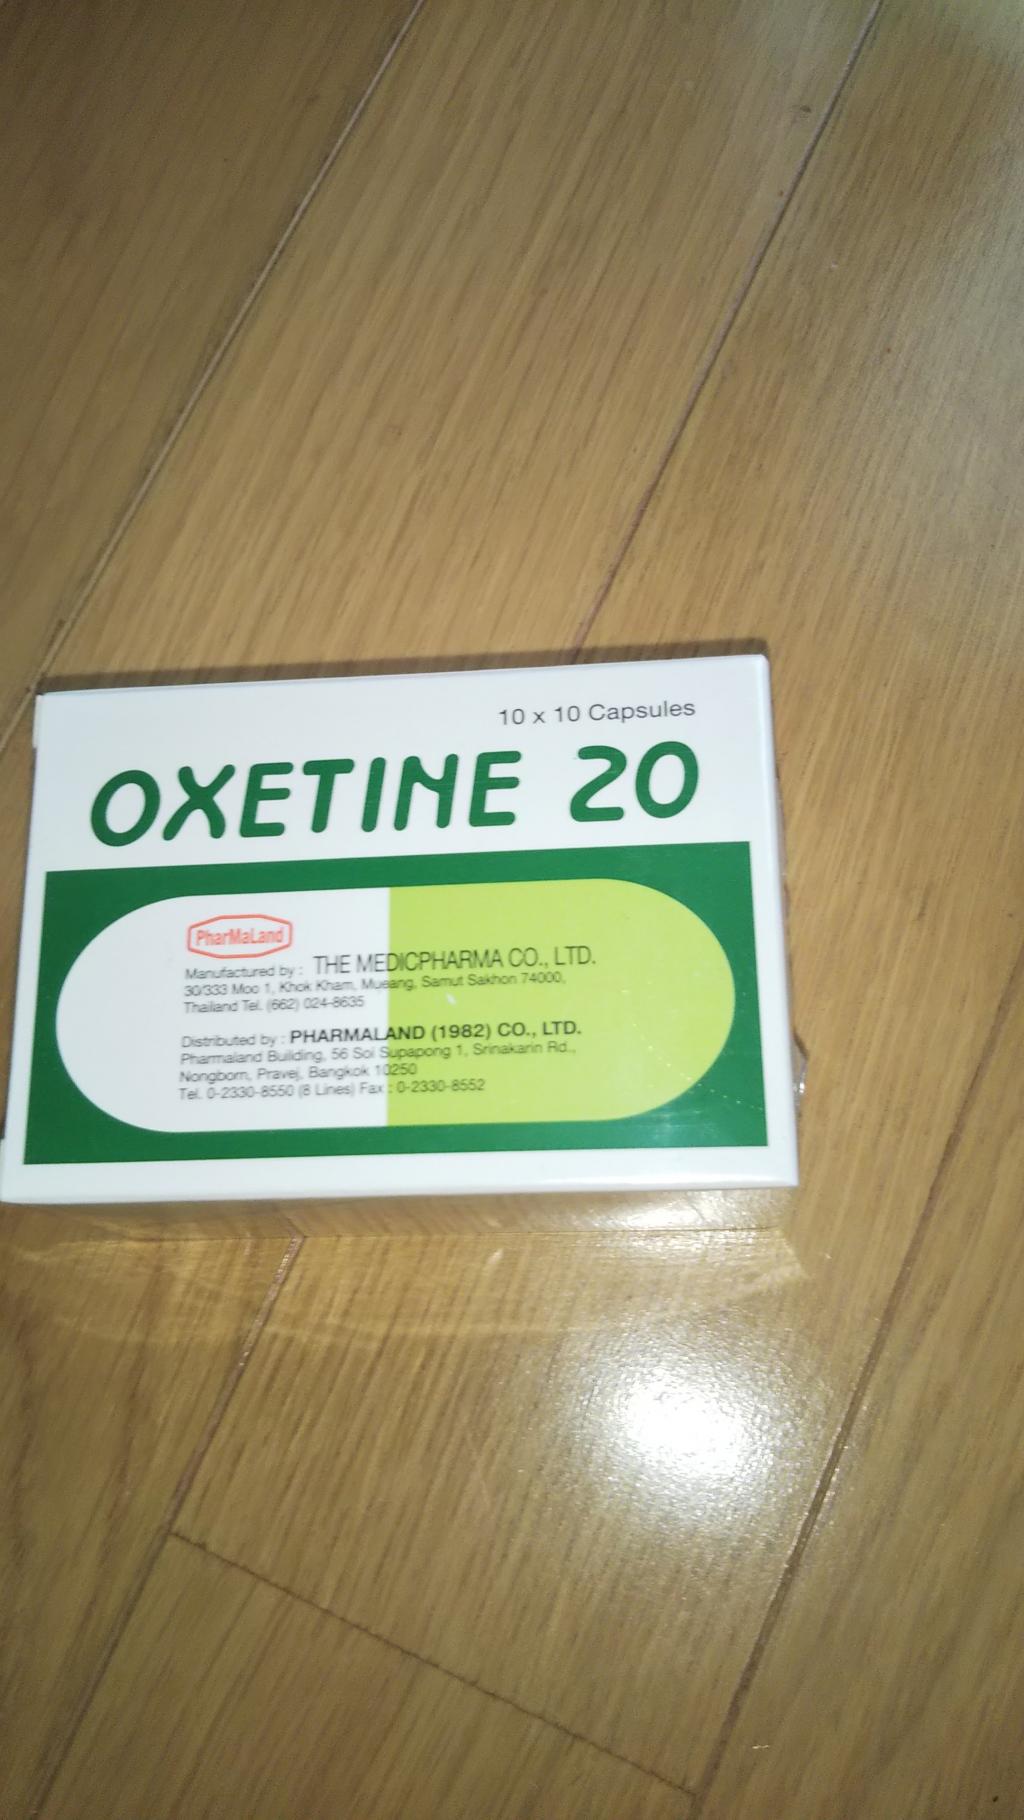 10 x 10 Capsules
OXETINE 20
PharMaLand
Manufactured by : THE MEDICPHARMA CO., LTD.
30/333 Moo 1, Khok Kham, Mueang, Samut Sakhon 74000,
Thailand Tel. (662) 024-8635
Distributed by : PHARMALAND (1982) CO., LTD.
Pharmaland Building, 56 Soi Supapong 1, Srinakarin Rd.,
Nongborn, Pravej, Bangkok 10250
Tel. 0-2330-8550 (8 Lines) Fax : 0-2330-8552